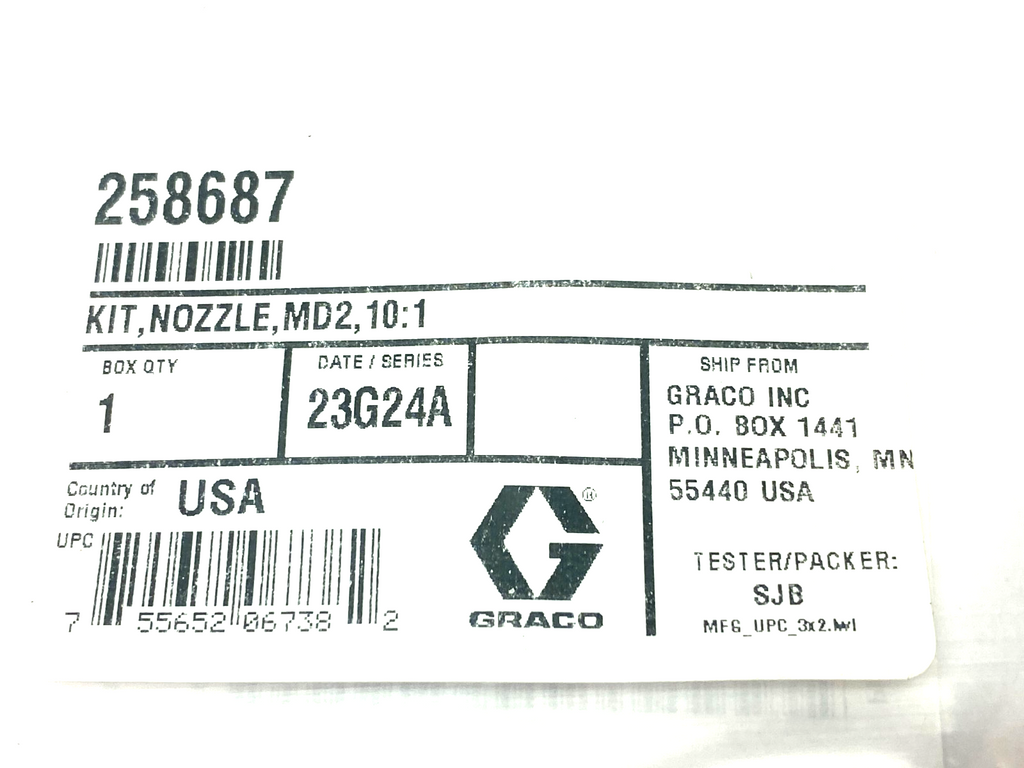 258687
KIT,NOZZLE,MD2,10:1
BOX QTY
1
DATE / SERIES
23G24A
SHIP FROM
GRACO INC
P.O. BOX 1441
MINNEAPOLIS, MN
55440 USA
Country of
Origin:
USA
UPC
7 55652 06738 2
®
GRACO
TESTER/PACKER:
SJB
MFG_UPC_3x2.lwl